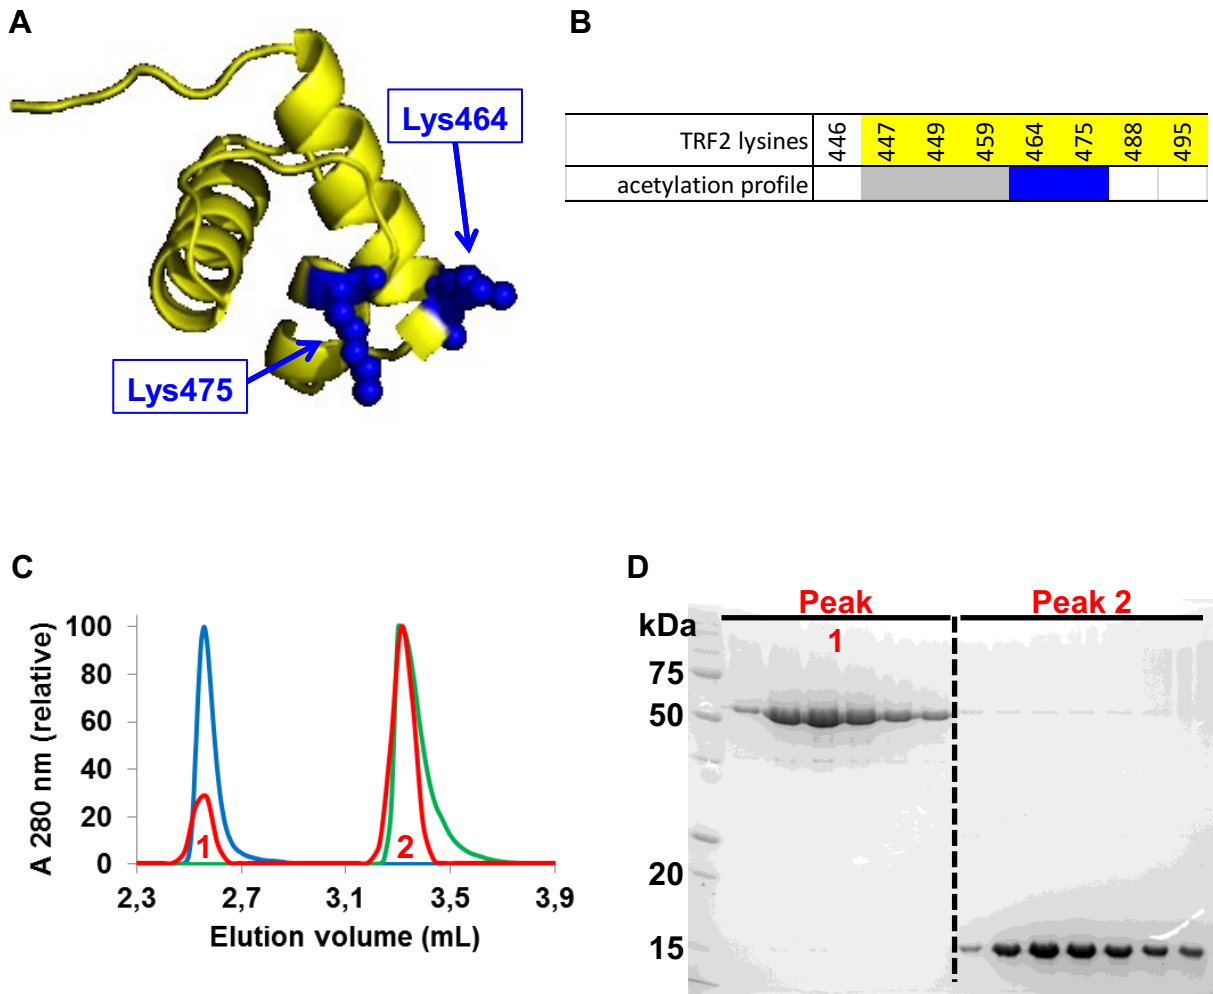 A
Lys464
Lys475
B
TRF2 lysines 446 447 449 459 464 475 488 495
acetylation profile
C
A 280 nm (relative)
100
80
60
40
20
0
1
2
2,3 2,7 3,1 3,5 3,9
Elution volume (mL)
D
Peak 1
Peak 2
kDa
75
50
20
15